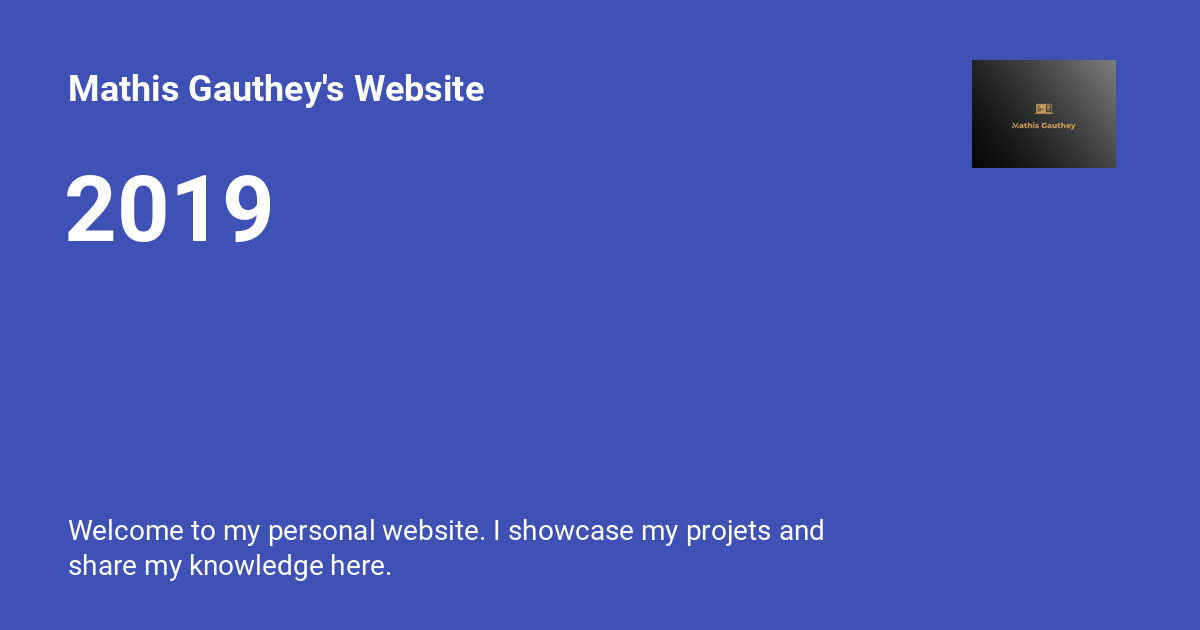 Mathis Gauthey's Website
Mathis Gauthey
2019
Welcome to my personal website. I showcase my projets and
share my knowledge here.